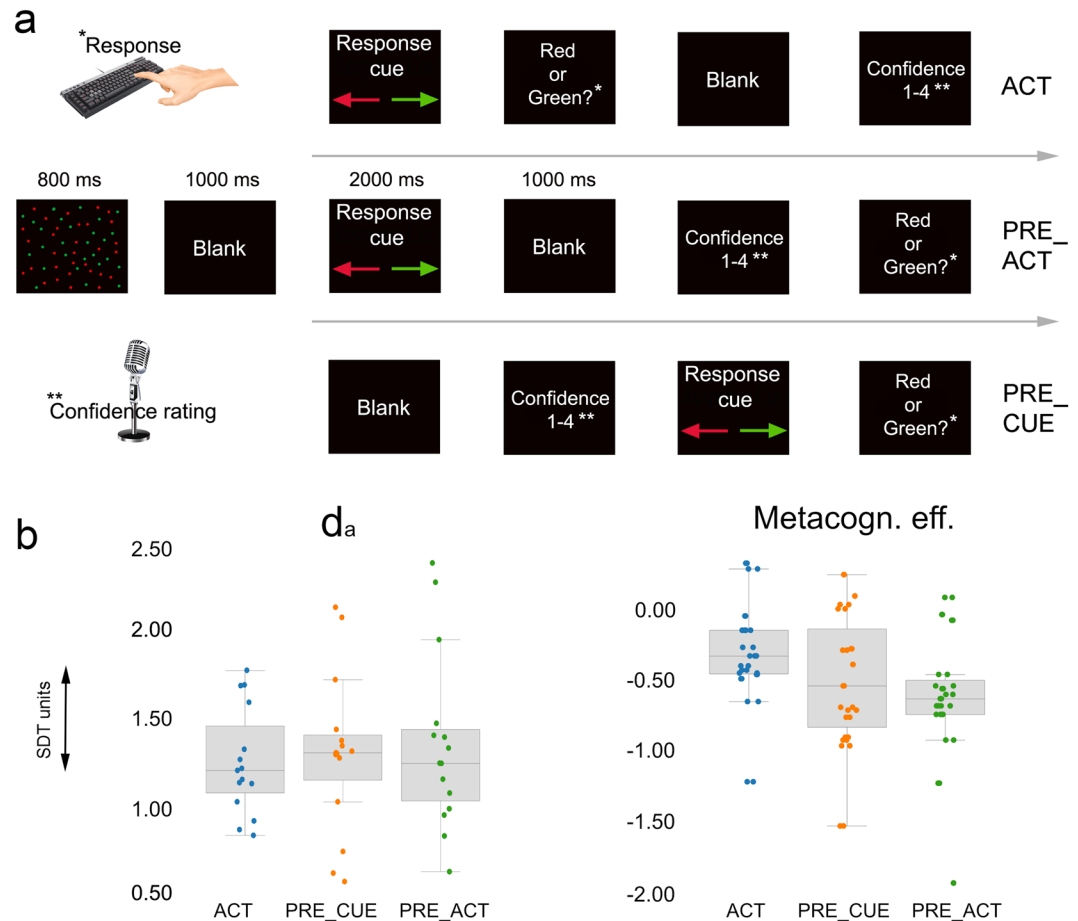 a
*Response
Response
cue
Red
or
Green?*
Blank
Confidence
1-4 **
ACT
800 ms
1000 ms
2000 ms
1000 ms
Blank
Response
cue
Blank
Confidence
1-4 **
Red
or
Green?*
PRE_
ACT
**Confidence rating
Blank
Confidence
1-4 **
Response
cue
Red
or
Green?*
PRE_
CUE
b
da
SDT units
2.50
2.00
1.50
1.00
0.50
ACT
PRE_CUE
PRE_ACT
Metacogn. eff.
0.00
-0.50
-1.00
-1.50
-2.00
ACT
PRE_CUE
PRE_ACT